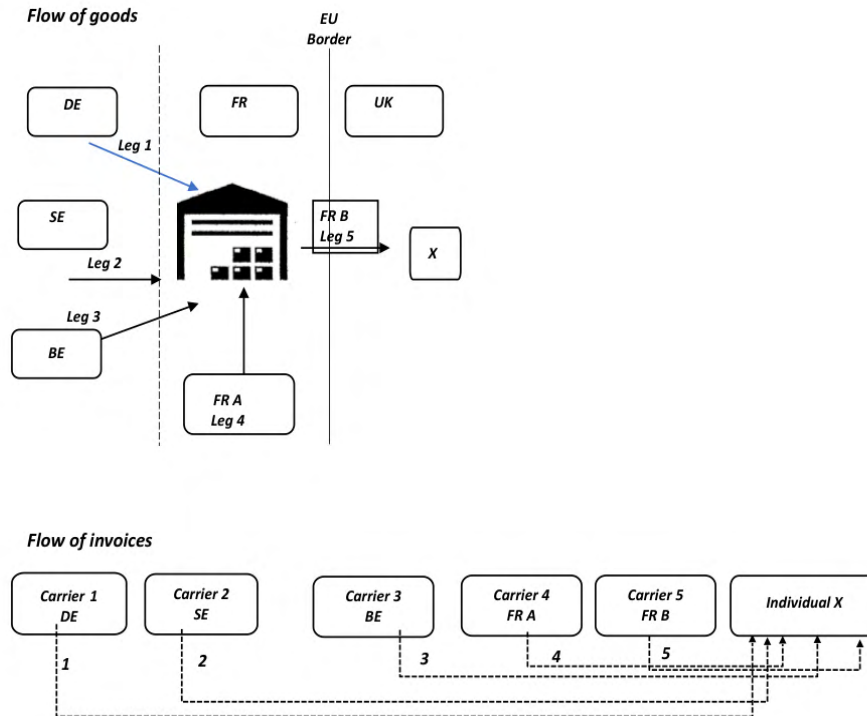 Flow of goods
EU
Border
DE
FR
UK
Leg 1
SE
FR B
Leg 5
X
Leg 2
Leg 3
BE
FR A
Leg 4
Flow of invoices
Carrier 1
DE
Carrier 2
SE
Carrier 3
BE
Carrier 4
FR A
Carrier 5
FR B
Individual X
1
2
3
4
5